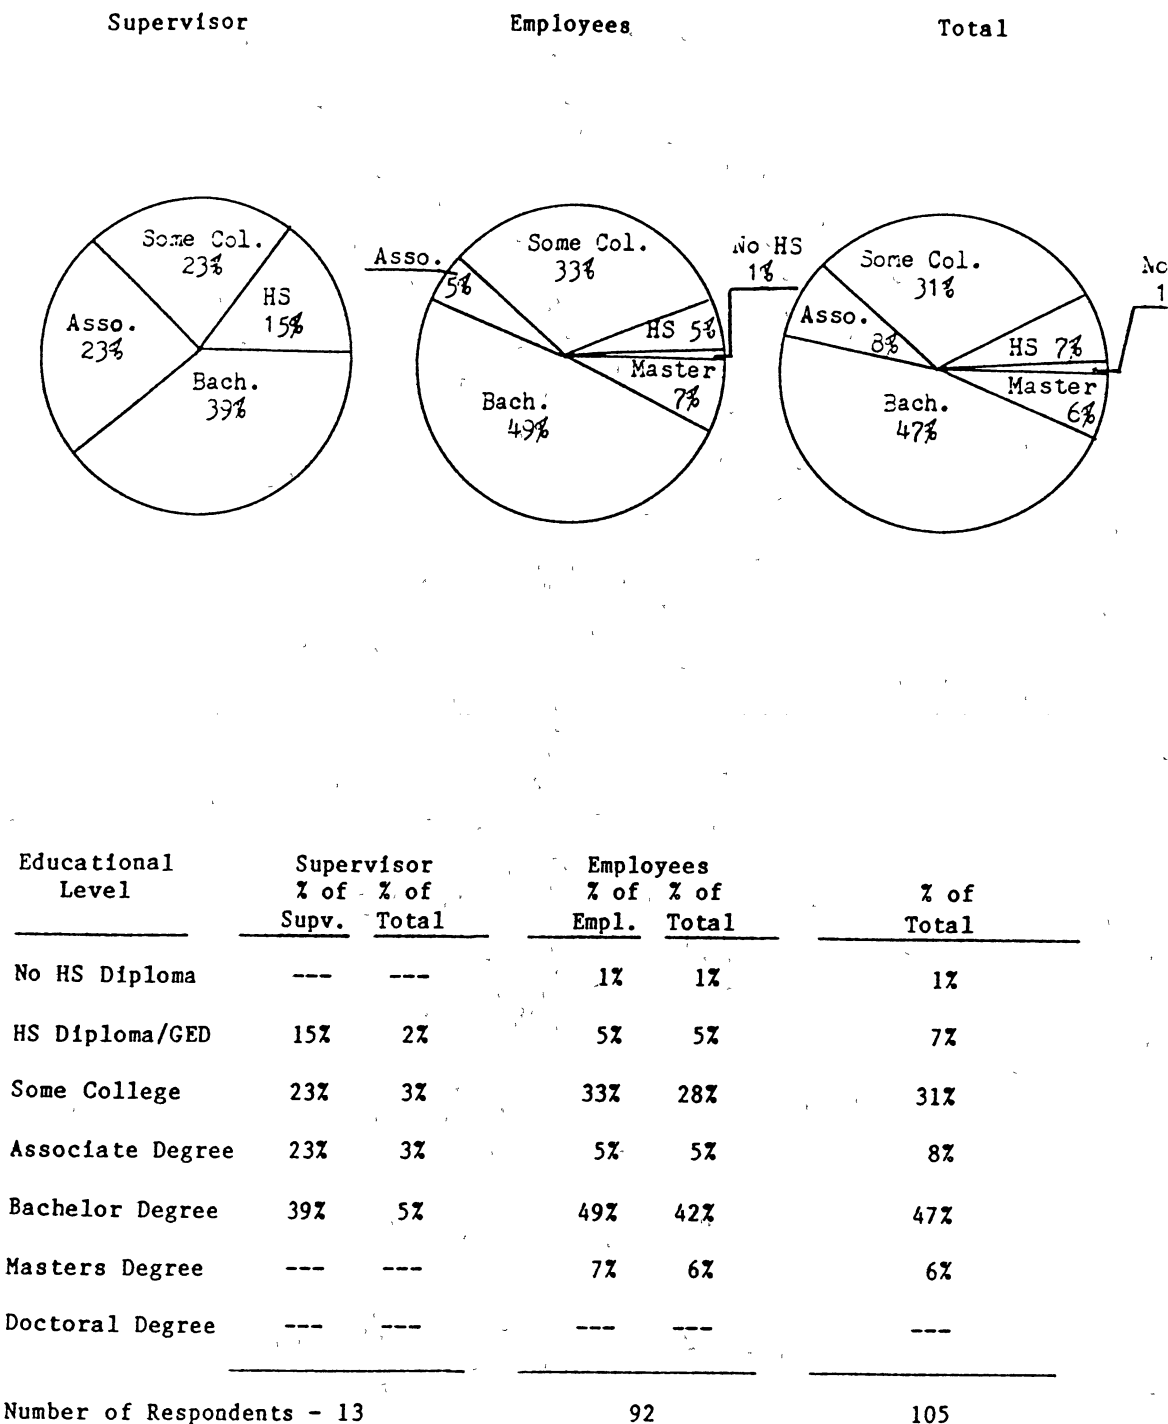 Supervisor Employees Total
Some Col.
23%
HS
15%
Asso.
23%
Bach.
39%
Asso.
5%
Some Col.
33%
No HS
1%
HS 5%
Master
7%
Bach.
49%
Some Col.
31%
No
1
Asso.
8%
HS 7%
Master
6%
Bach.
47%
Educational Supervisor Employees
Level % of % of % of % of % of
Supv. Total Empl. Total Total
No HS Diploma --- --- 1% 1% 1%
HS Diploma/GED 15% 2% 5% 5% 7%
Some College 23% 3% 33% 28% 31%
Associate Degree 23% 3% 5% 5% 8%
Bachelor Degree 39% 5% 49% 42% 47%
Masters Degree --- --- 7% 6% 6%
Doctoral Degree --- --- --- --- ---
Number of Respondents - 13 92 105